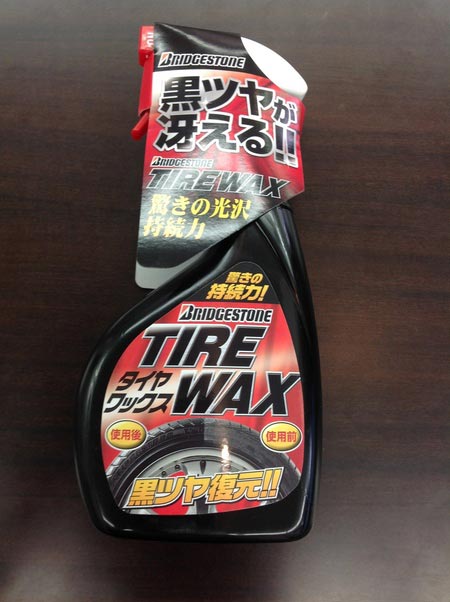 BRIDGESTONE
黒ツヤが
冴える!!
BRIDGESTONE
TIRE WAX
驚きの光沢
持続力
驚きの
持続力!
BRIDGESTONE
TIRE
タイヤ
ワックス
WAX
使用後
使用前
黒ツヤ復元!!